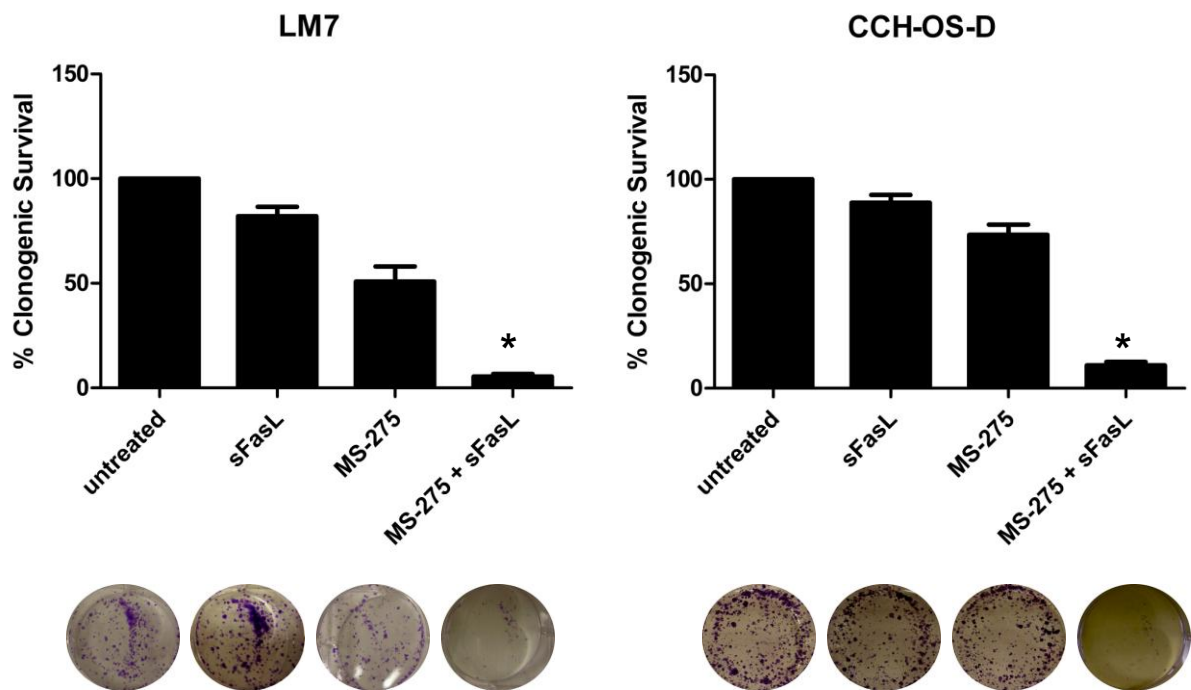 LM7
% Clonogenic Survival
150
100
50
0
untreated
sFasL
MS-275
MS-275 + sFasL
*
CCH-OS-D
% Clonogenic Survival
150
100
50
0
untreated
sFasL
MS-275
MS-275 + sFasL
*